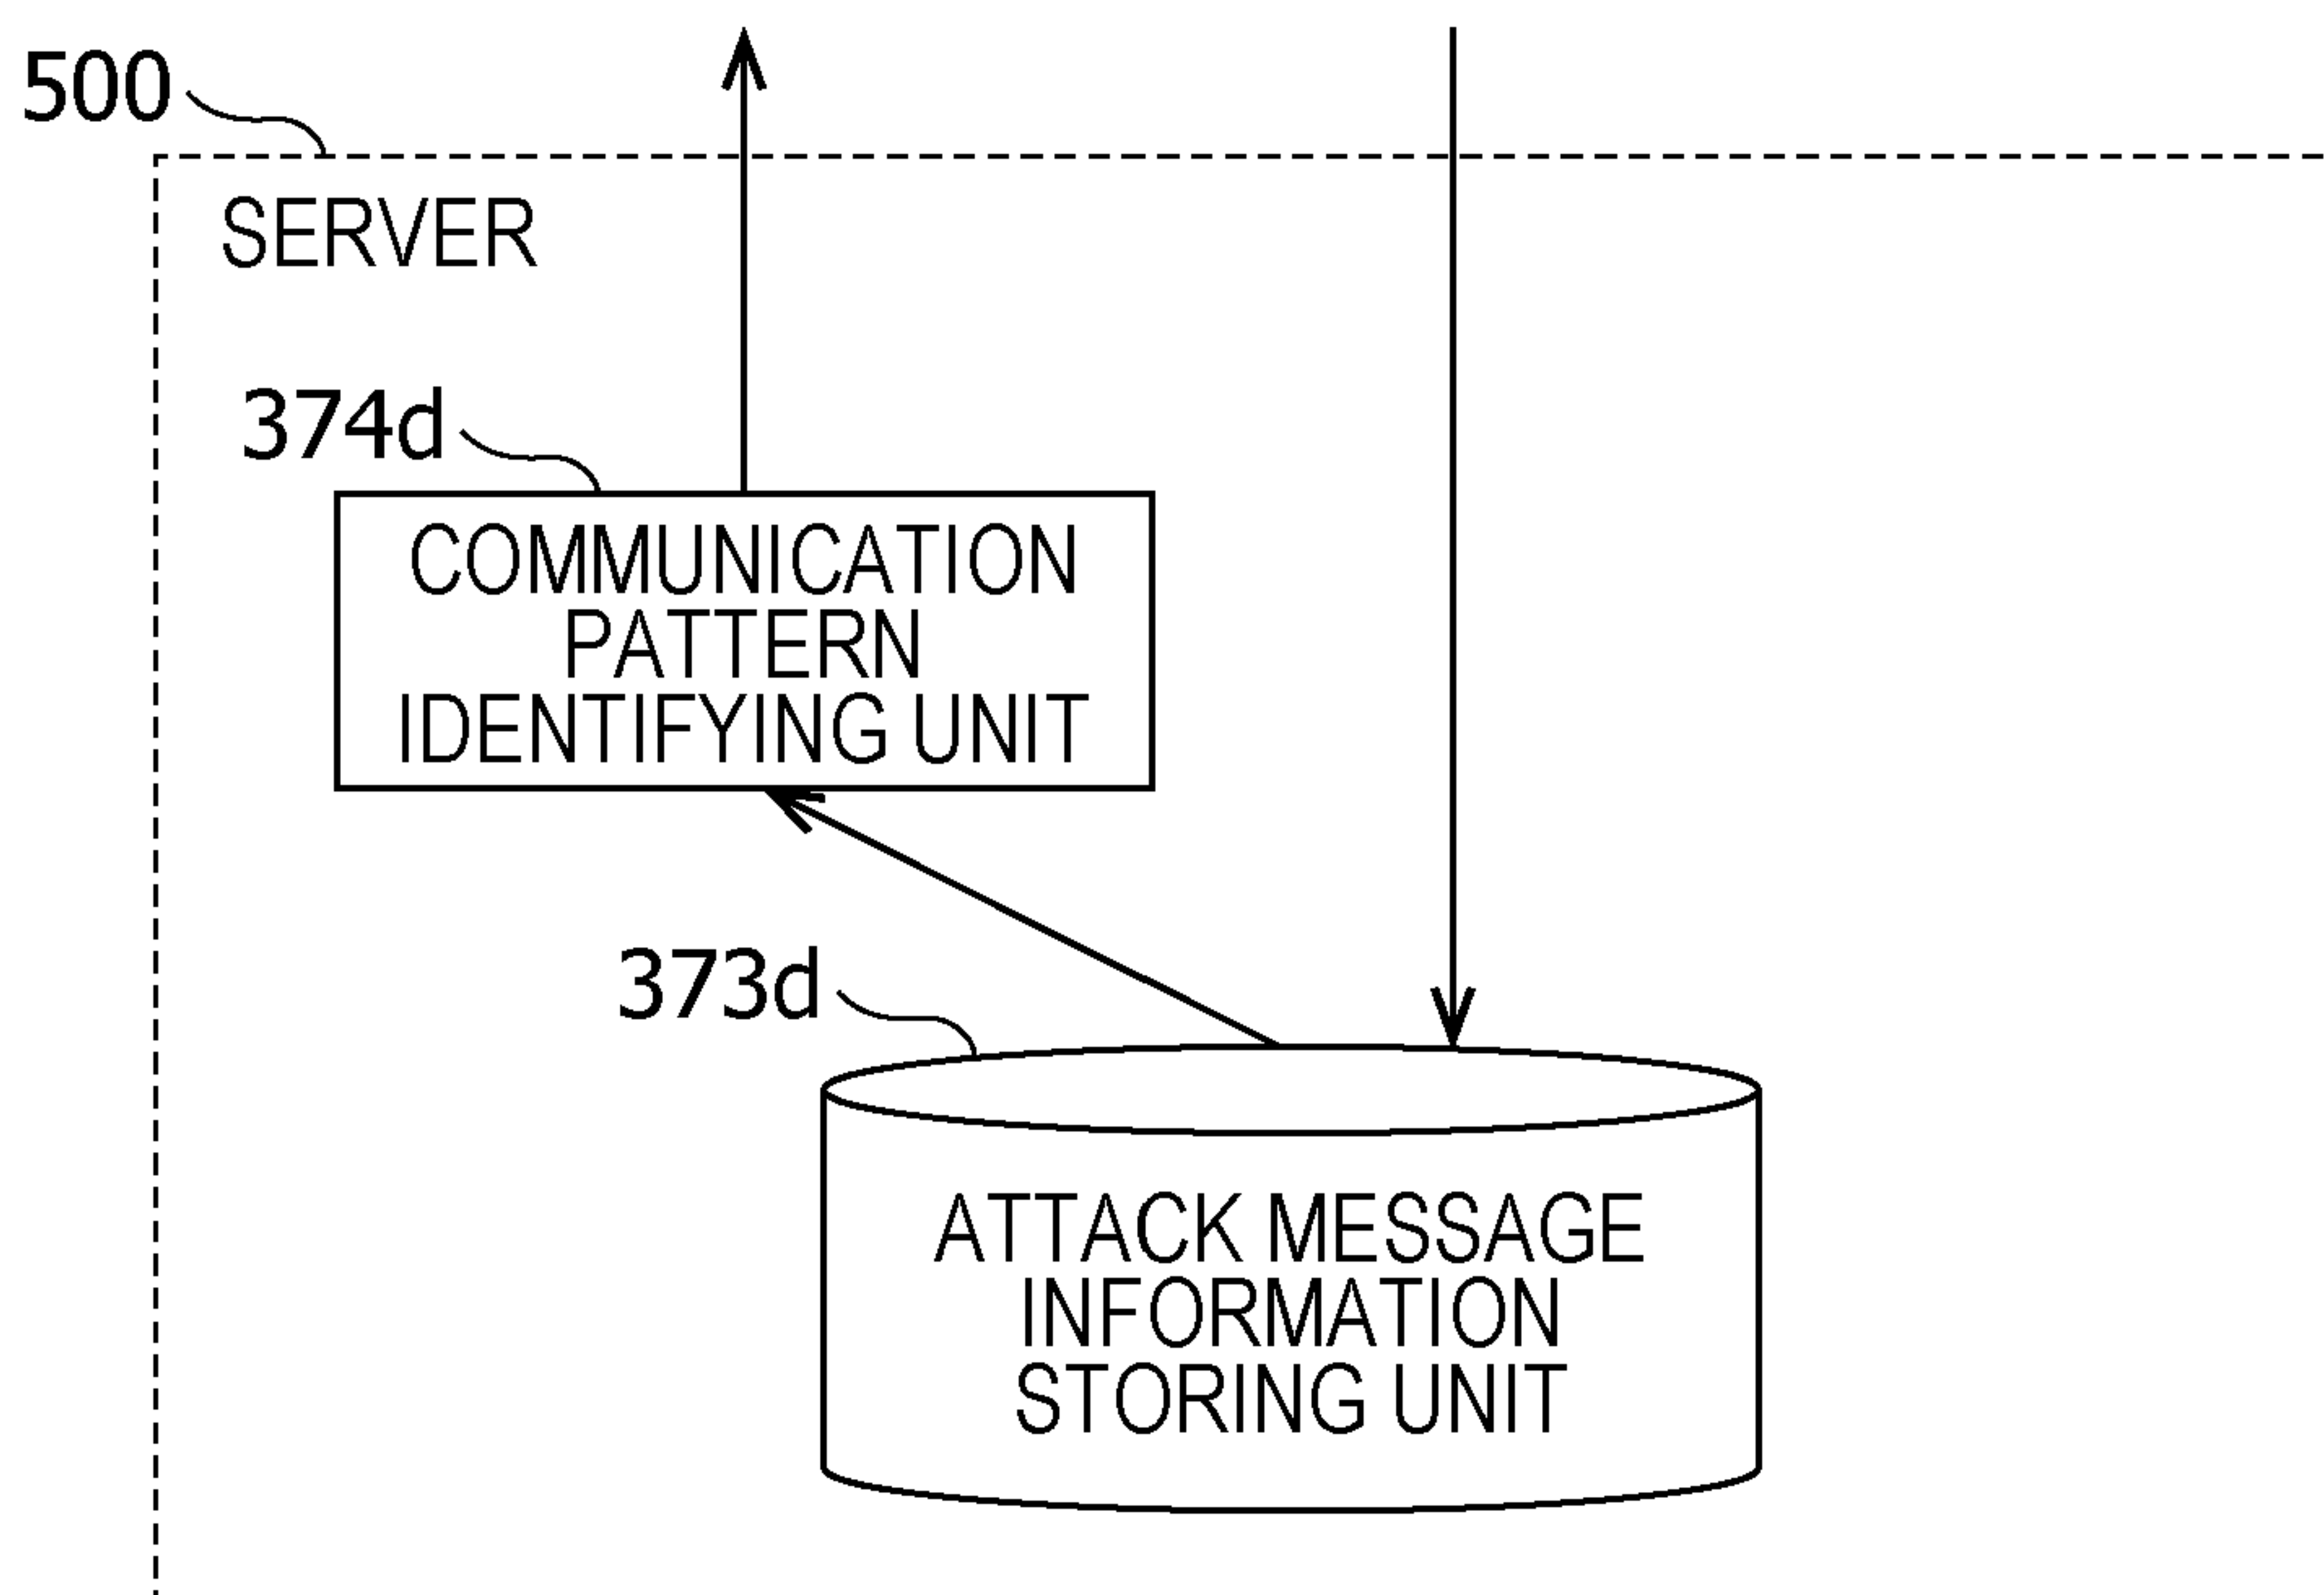 500
SERVER
374d
COMMUNICATION
PATTERN
IDENTIFYING UNIT
373d
ATTACK MESSAGE
INFORMATION
STORING UNIT